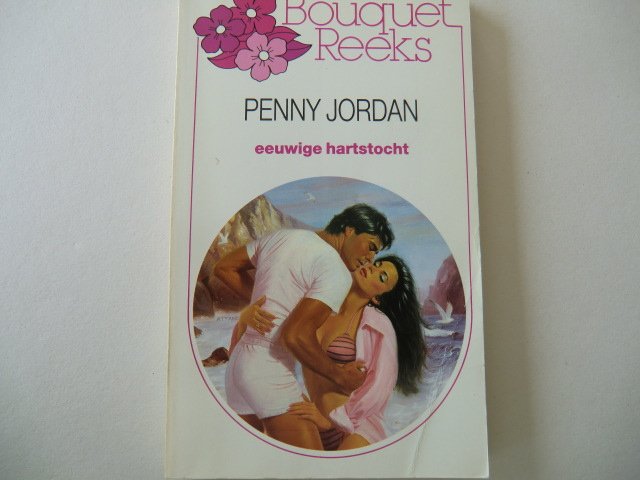 Bouquet
Reeks
PENNY JORDAN
eeuwige hartstocht